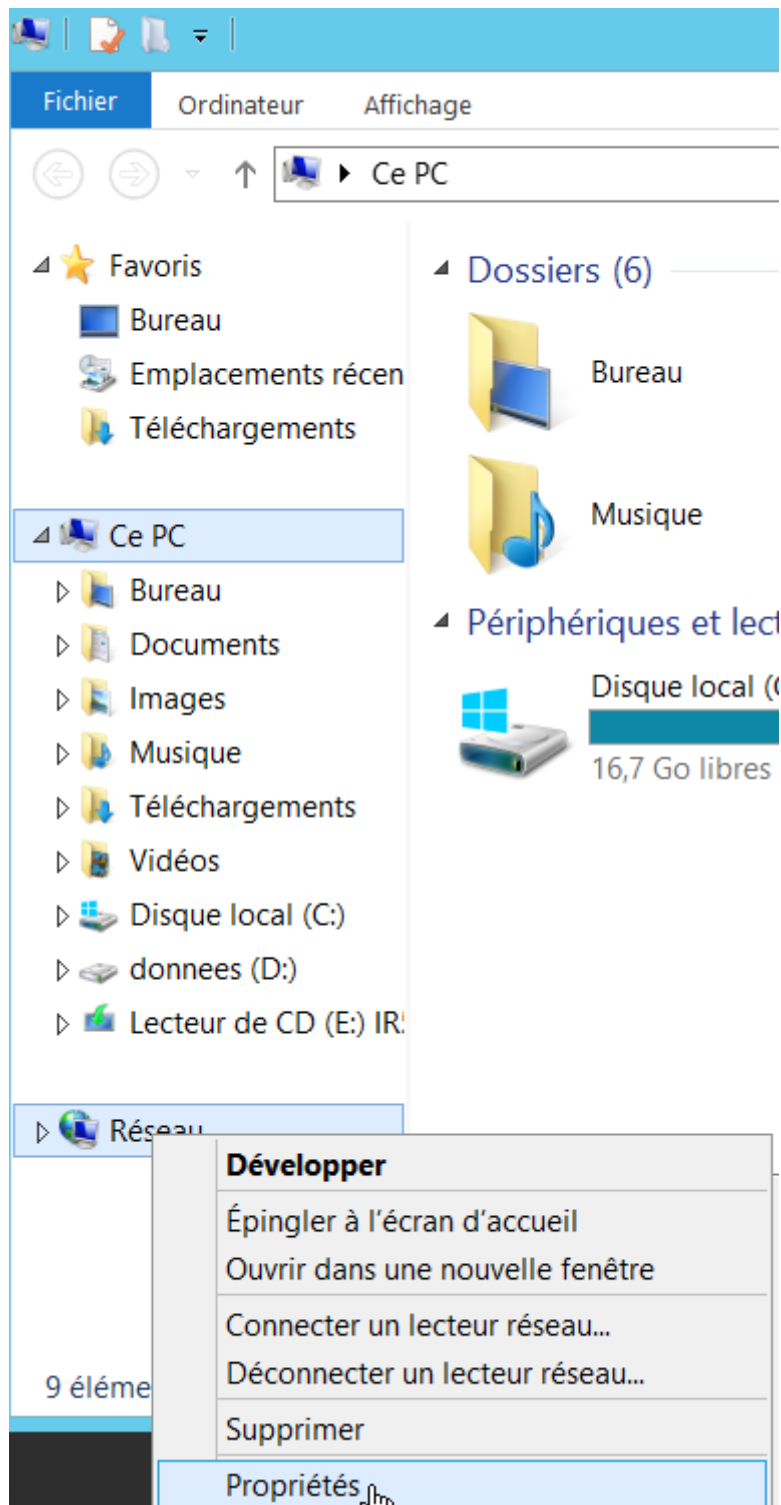 Fichier Ordinateur Affichage
Ce PC
Favoris
Bureau
Emplacements récen
Téléchargements
Ce PC
Bureau
Documents
Images
Musique
Téléchargements
Vidéos
Disque local (C:)
donnees (D:)
Lecteur de CD (E:) IR
Réseau
Dossiers (6)
Bureau
Musique
Périphériques et lect
Disque local (C
16,7 Go libres
Développer
Épingler à l'écran d'accueil
Ouvrir dans une nouvelle fenêtre
Connecter un lecteur réseau...
Déconnecter un lecteur réseau...
Supprimer
Propriétés
9 éléme